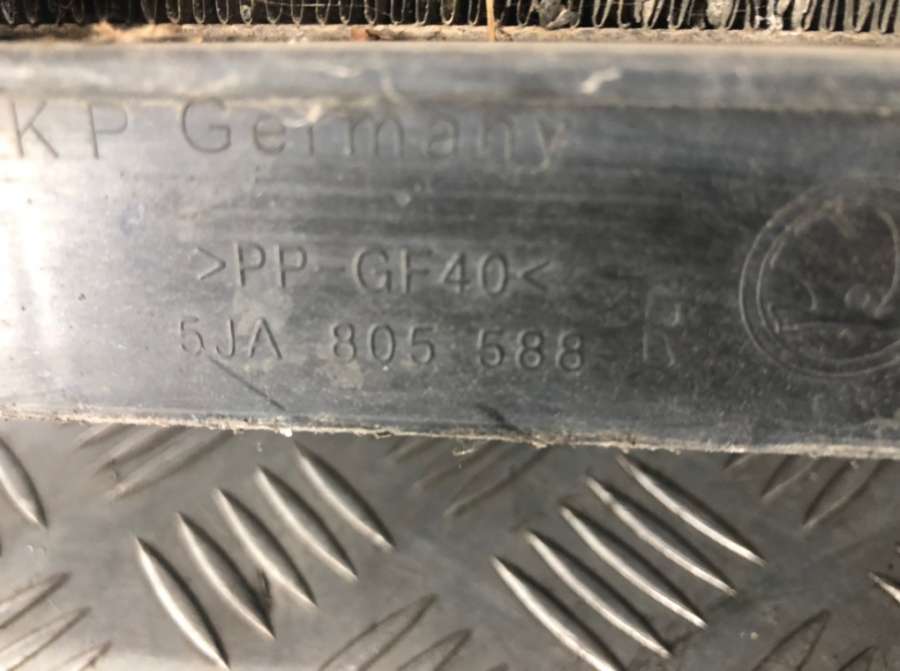 KP Germany
>PP GF40<
5JA 805 588 R